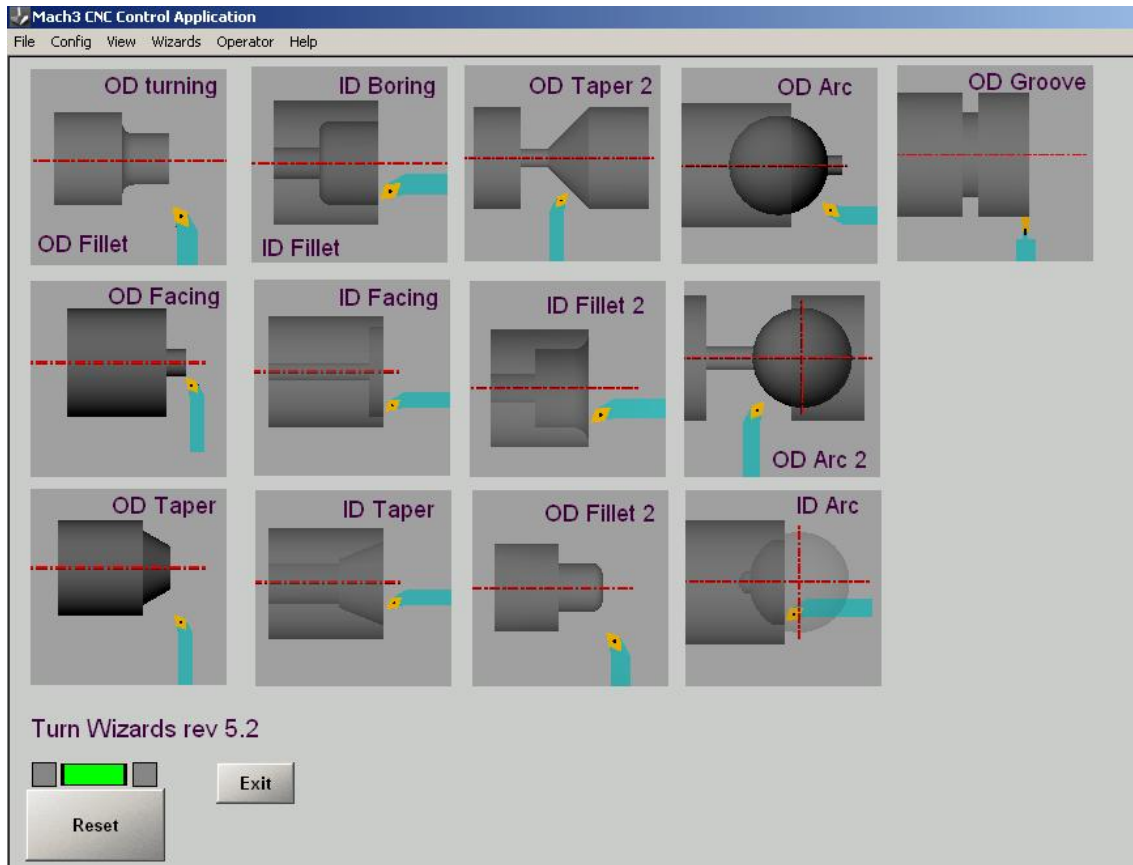 Mach3 CNC Control Application
File Config View Wizards Operator Help
OD turning
OD Fillet
ID Boring
ID Fillet
OD Taper 2
OD Arc
OD Groove
OD Facing
ID Facing
ID Fillet 2
OD Arc 2
OD Taper
ID Taper
OD Fillet 2
ID Arc
Turn Wizards rev 5.2
Exit
Reset